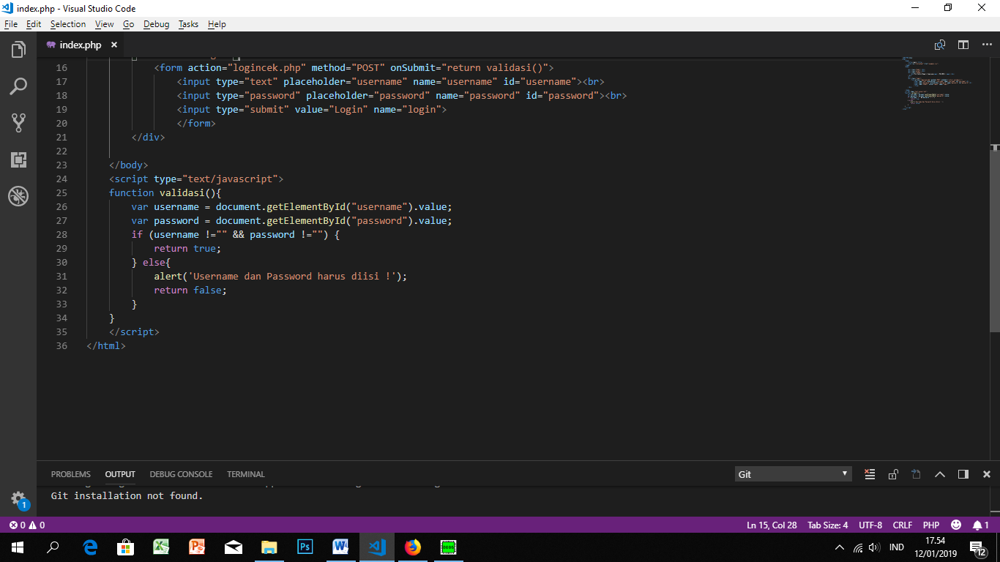 index.php - Visual Studio Code
File Edit Selection View Go Debug Tasks Help
index.php
16 <form action="logincek.php" method="POST" onSubmit="return validasi()">
17 <input type="text" placeholder="username" name="username" id="username"><br>
18 <input type="password" placeholder="password" name="password" id="password"><br>
19 <input type="submit" value="Login" name="login">
20 </form>
21 </div>
22
23 </body>
24 <script type="text/javascript">
25 function validasi(){
26 var username = document.getElementById("username").value;
27 var password = document.getElementById("password").value;
28 if (username !="" && password !="") {
29 return true;
30 } else{
31 alert('Username dan Password harus diisi !');
32 return false;
33 }
34 }
35 </script>
36 </html>
PROBLEMS OUTPUT DEBUG CONSOLE TERMINAL Git
Git installation not found.
1
0 0 Ln 15, Col 28 Tab Size: 4 UTF-8 CRLF PHP 1
IND 17.54
12/01/2019 12